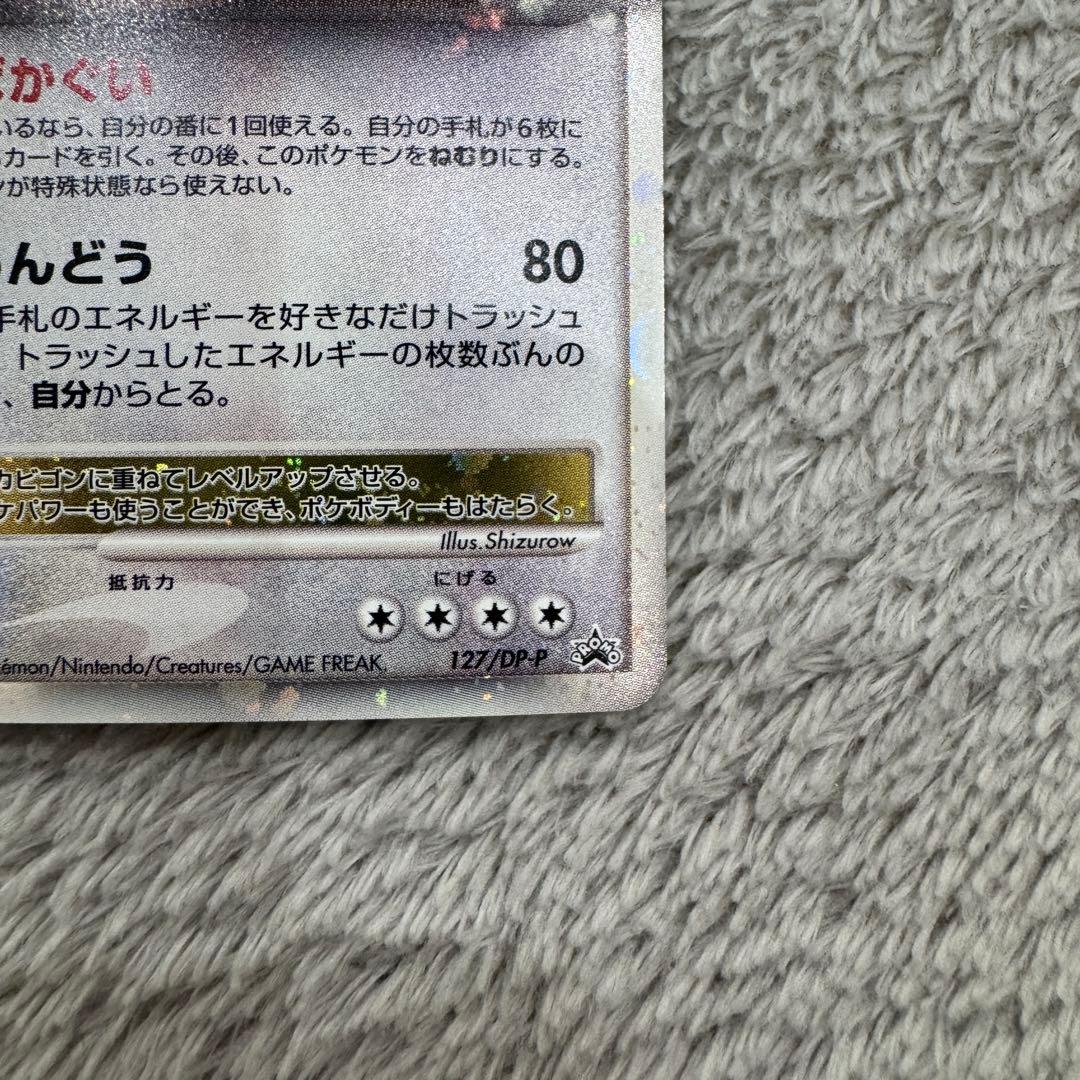 かぐい
いるなら、自分の番に1回使える。自分の手札が6枚に
カードを引く。その後、このポケモンをねむりにする。
が特殊状態なら使えない。
んどう 80
手札のエネルギーを好きなだけトラッシュ
、トラッシュしたエネルギーの枚数ぶんの
、自分からとる。
カビゴンに重ねてレベルアップさせる。
ケパワーも使うことができ、ポケボディーもはたらく。
Illus.Shizurow
抵抗力 にげる
émon/Nintendo/Creatures/GAME FREAK. 127/DP-P PROMO